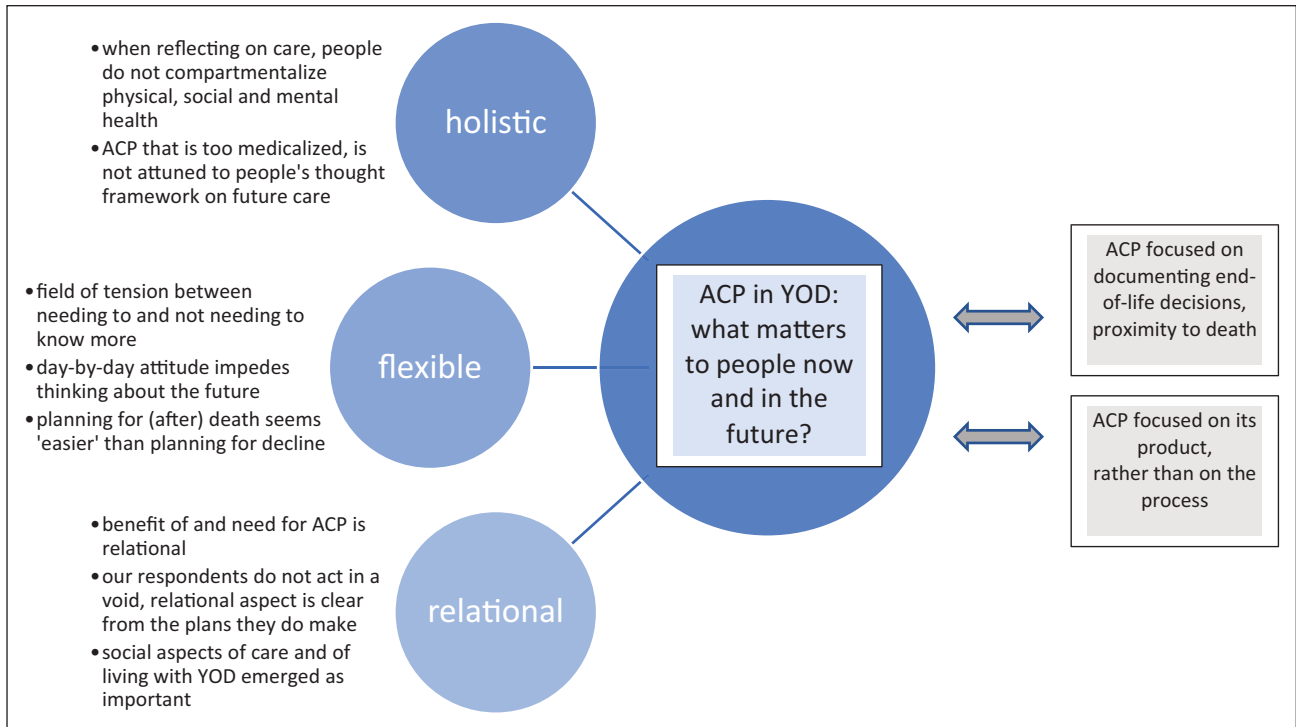 •when reflecting on care, people
do not compartmentalize
physical, social and mental
health
•ACP that is too medicalized, is
not attuned to people's thought
framework on future care
holistic
•field of tension between
needing to and not needing to
know more
•day-by-day attitude impedes
thinking about the future
•planning for (after) death seems
'easier' than planning for decline
flexible
•benefit of and need for ACP is
relational
•our respondents do not act in a
void, relational aspect is clear
from the plans they do make
•social aspects of care and of
living with YOD emerged as
important
relational
ACP in YOD:
what matters
to people now
and in the
future?
ACP focused on
documenting end-
of-life decisions,
proximity to death
ACP focused on its
product,
rather than on the
process